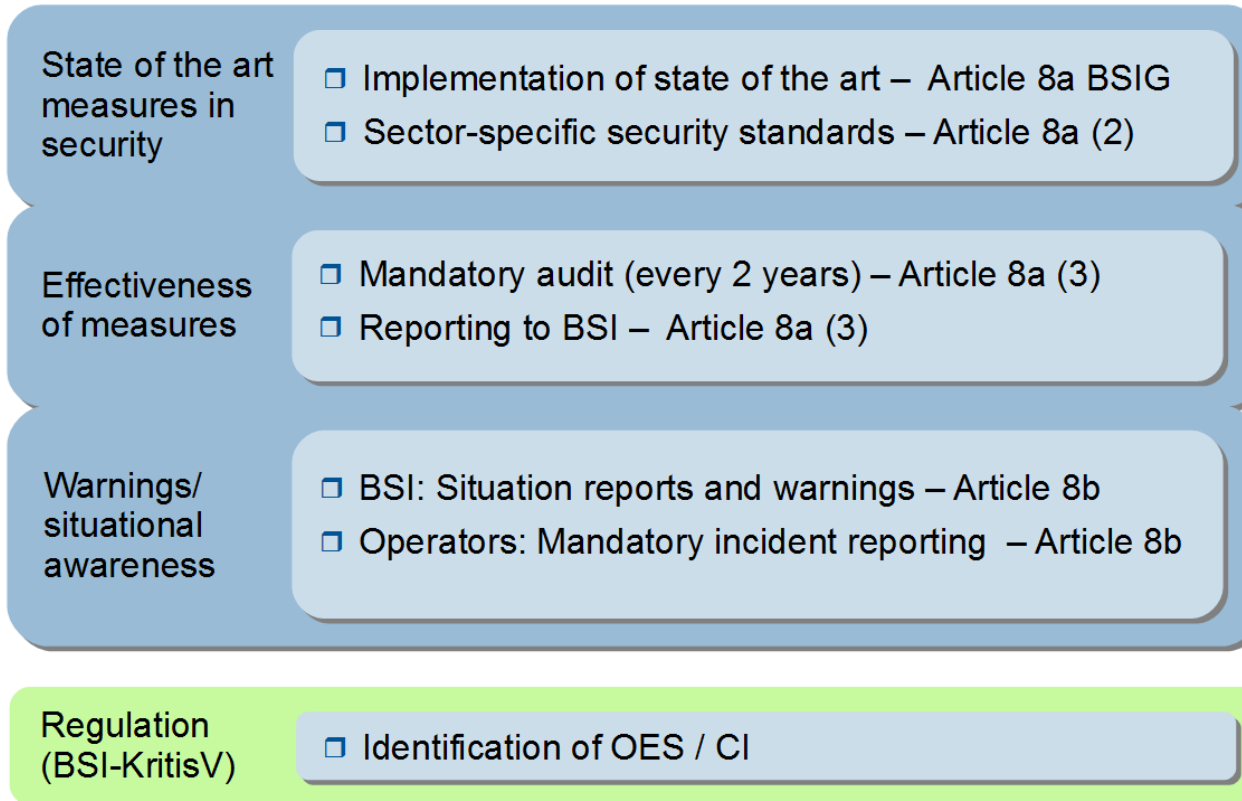 State of the art
measures in
security
Implementation of state of the art – Article 8a BSIG
Sector-specific security standards – Article 8a (2)
Effectiveness
of measures
Mandatory audit (every 2 years) – Article 8a (3)
Reporting to BSI – Article 8a (3)
Warnings/
situational
awareness
BSI: Situation reports and warnings – Article 8b
Operators: Mandatory incident reporting – Article 8b
Regulation
(BSI-KritisV)
Identification of OES / CI